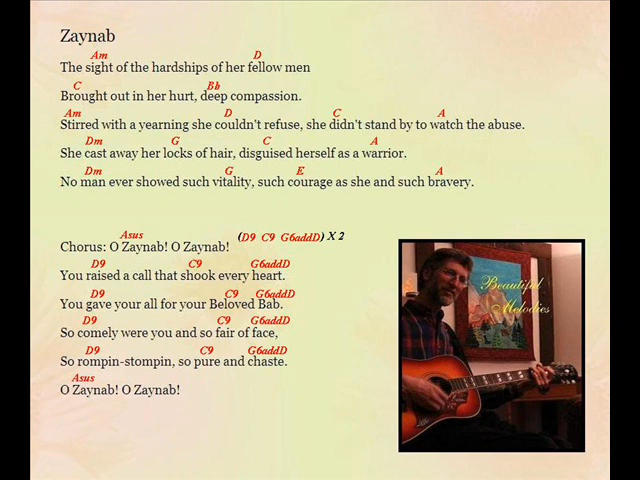 Zaynab
Am D
The sight of the hardships of her fellow men
C Bb
Brought out in her hurt, deep compassion.
Am D C A
Stirred with a yearning she couldn't refuse, she didn't stand by to watch the abuse.
Dm G C A
She cast away her locks of hair, disguised herself as a warrior.
Dm G E A
No man ever showed such vitality, such courage as she and such bravery.
Asus (D9 C9 G6addD) X 2
Chorus: O Zaynab! O Zaynab!
D9 C9 G6addD
You raised a call that shook every heart.
D9 C9 G6addD
You gave your all for your Beloved Bab.
D9 C9 G6addD
So comely were you and so fair of face,
D9 C9 G6addD
So rompin-stompin, so pure and chaste.
Asus
O Zaynab! O Zaynab!
Beautiful
Melodies